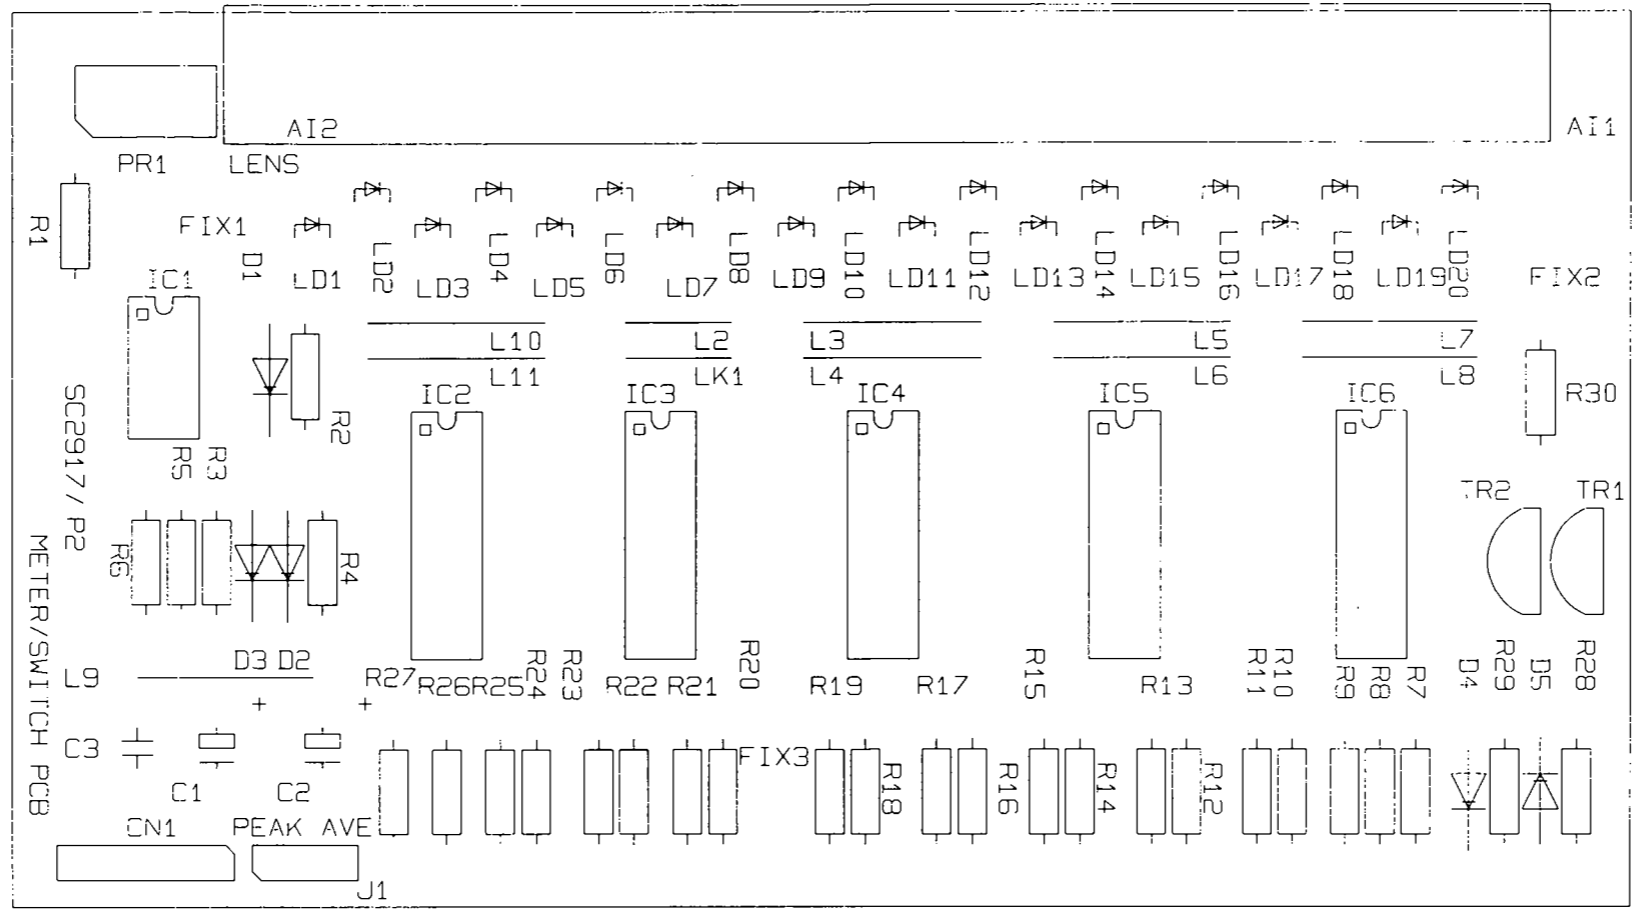 AI2
AI1
PR1
LENS
R1
FIX1
D1
LD1
LD2
LD3
LD4
LD5
LD6
LD7
LD8
LD9
LD10
LD11
LD12
LD13
LD14
LD15
LD16
LD17
LD18
LD19
LD20
FIX2
IC1
L10
L2
L3
L5
L7
L11
LK1
L4
L6
L8
R2
IC2
IC3
IC4
IC5
IC6
R30
SC2917/ P2
R5
R3
TR2
TR1
R6
R4
METER/SWITCH PCB
D3
D2
L9
+
+
R27
R26
R25
R24
R23
R22
R21
R20
R19
R17
R15
R13
R11
R10
R9
R8
R7
D4
R29
D5
R28
C3
C1
C2
FIX3
R18
R16
R14
R12
CN1
PEAK AVE
J1